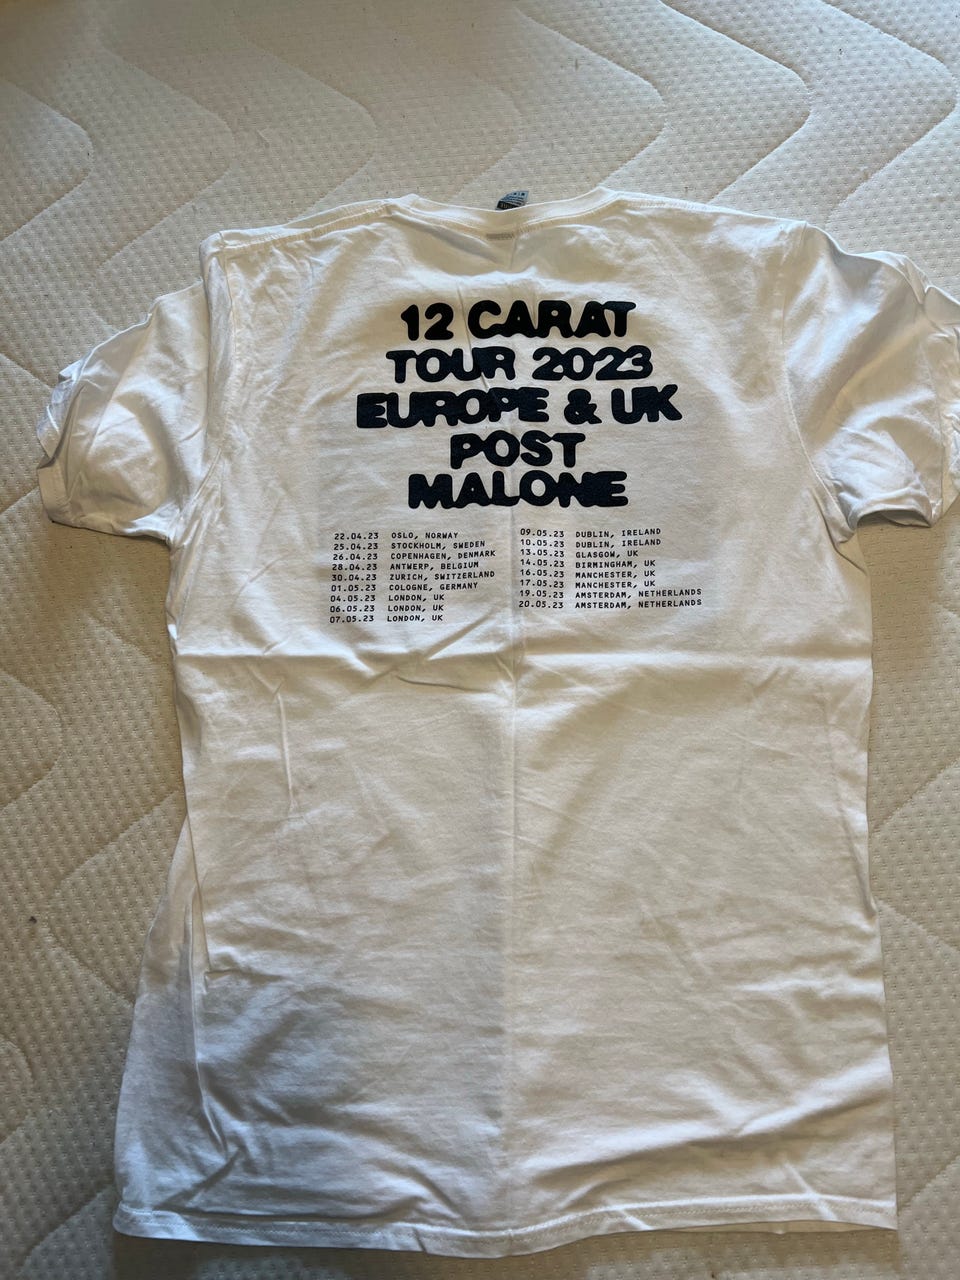 12 CARAT
TOUR 2023
EUROPE & UK
POST
MALONE
22.04.23 OSLO, NORWAY
25.04.23 STOCKHOLM, SWEDEN
26.04.23 COPENHAGEN, DENMARK
28.04.23 ANTWERP, BELGIUM
30.04.23 ZURICH, SWITZERLAND
01.05.23 COLOGNE, GERMANY
04.05.23 LONDON, UK
06.05.23 LONDON, UK
07.05.23 LONDON, UK
09.05.23 DUBLIN, IRELAND
10.05.23 DUBLIN, IRELAND
13.05.23 GLASGOW, UK
14.05.23 BIRMINGHAM, UK
16.05.23 MANCHESTER, UK
17.05.23 MANCHESTER, UK
19.05.23 AMSTERDAM, NETHERLANDS
20.05.23 AMSTERDAM, NETHERLANDS